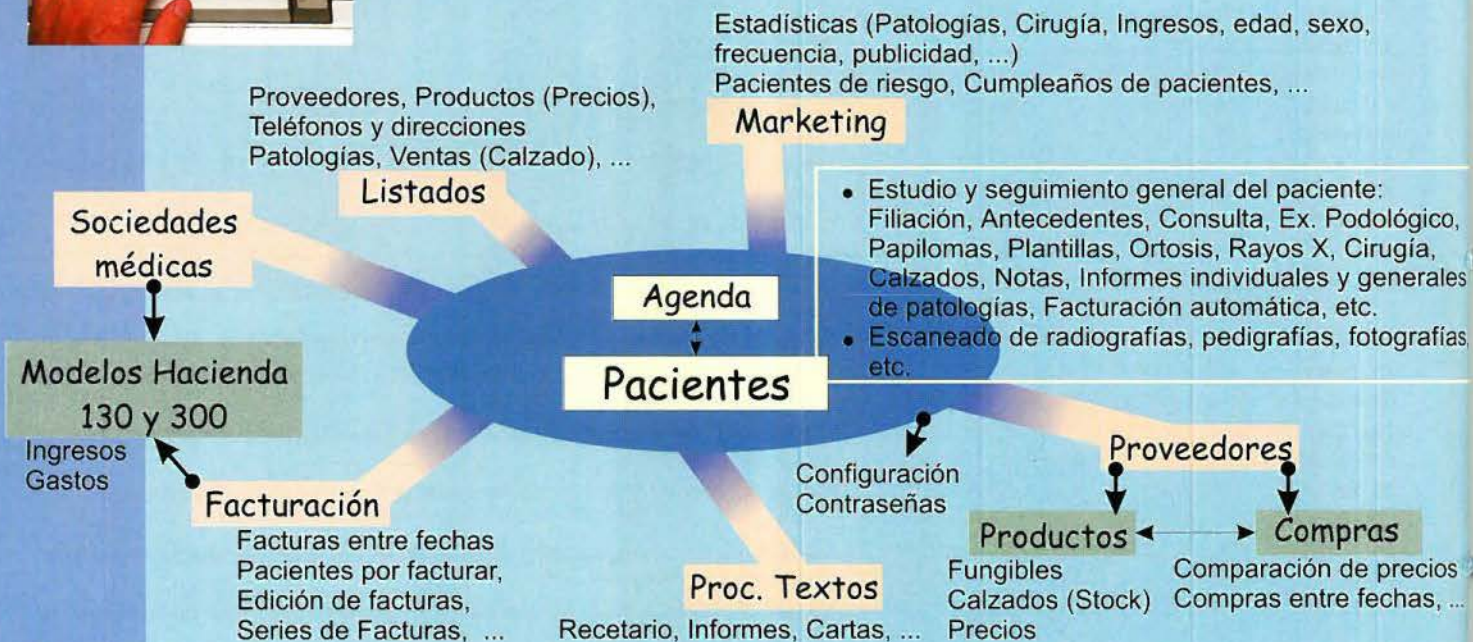 Estadísticas (Patologías, Cirugía, Ingresos, edad, sexo,
frecuencia, publicidad, ...)
Pacientes de riesgo, Cumpleaños de pacientes, ...
Marketing
Proveedores, Productos (Precios),
Teléfonos y direcciones
Patologías, Ventas (Calzado), ...
Listados
Sociedades
médicas
• Estudio y seguimiento general del paciente:
Filiación, Antecedentes, Consulta, Ex. Podológico,
Papilomas, Plantillas, Ortosis, Rayos X, Cirugía,
Calzados, Notas, Informes individuales y generales
de patologías, Facturación automática, etc.
• Escaneado de radiografías, pedigrafías, fotografías,
etc.
Agenda
Pacientes
Modelos Hacienda
130 y 300
Ingresos
Gastos
Facturación
Facturas entre fechas
Pacientes por facturar,
Edición de facturas,
Series de Facturas, ...
Proc. Textos
Recetario, Informes, Cartas, ...
Configuración
Contraseñas
Proveedores
Productos
Fungibles
Calzados (Stock)
Precios
Compras
Comparación de precios
Compras entre fechas, ...